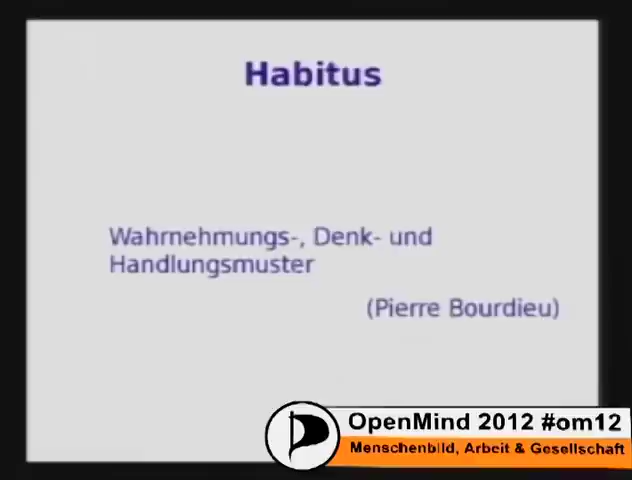 Habitus
Wahrnehmungs-, Denk- und
Handlungsmuster
(Pierre Bourdieu)
OpenMind 2012 #om12
Menschenbild, Arbeit & Gesellschaft